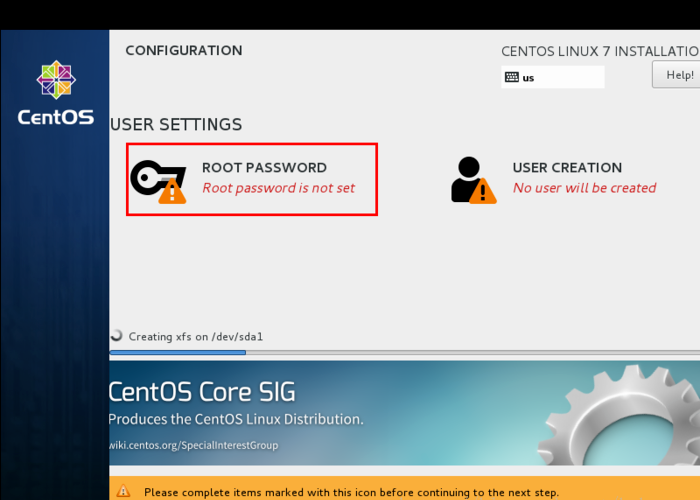 CONFIGURATION
CENTOS LINUX 7 INSTALLATIO
us
Help!
CentOS
USER SETTINGS
ROOT PASSWORD
Root password is not set
USER CREATION
No user will be created
Creating xfs on /dev/sda1
CentOS Core SIG
Produces the CentOS Linux Distribution.
wiki.centos.org/SpecialInterestGroup
Please complete items marked with this icon before continuing to the next step.